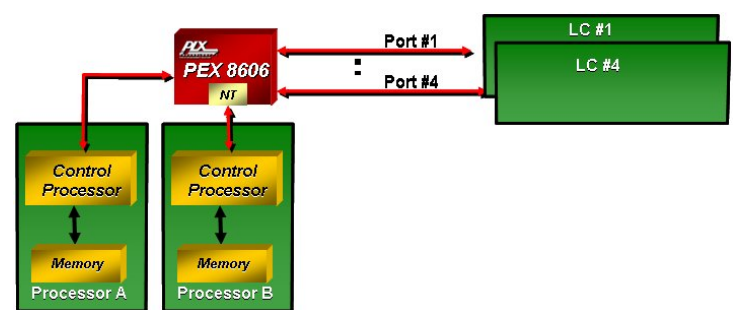 PLX
PEX 8606
NT
Port #1
:
Port #4
LC #1
LC #4
Control
Processor
Memory
Processor A
Control
Processor
Memory
Processor B